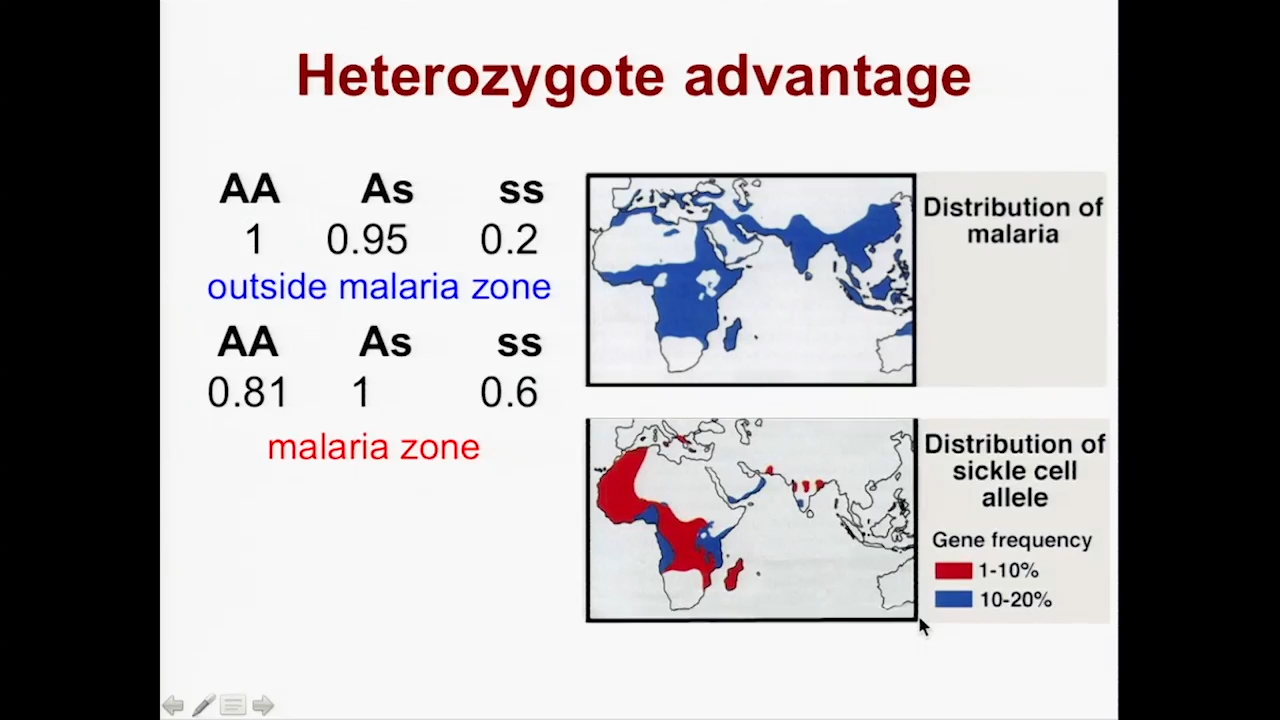 Heterozygote advantage
AA As ss
1 0.95 0.2
outside malaria zone
AA As ss
0.81 1 0.6
malaria zone
Distribution of
malaria
Distribution of
sickle cell
allele
Gene frequency
1-10%
10-20%